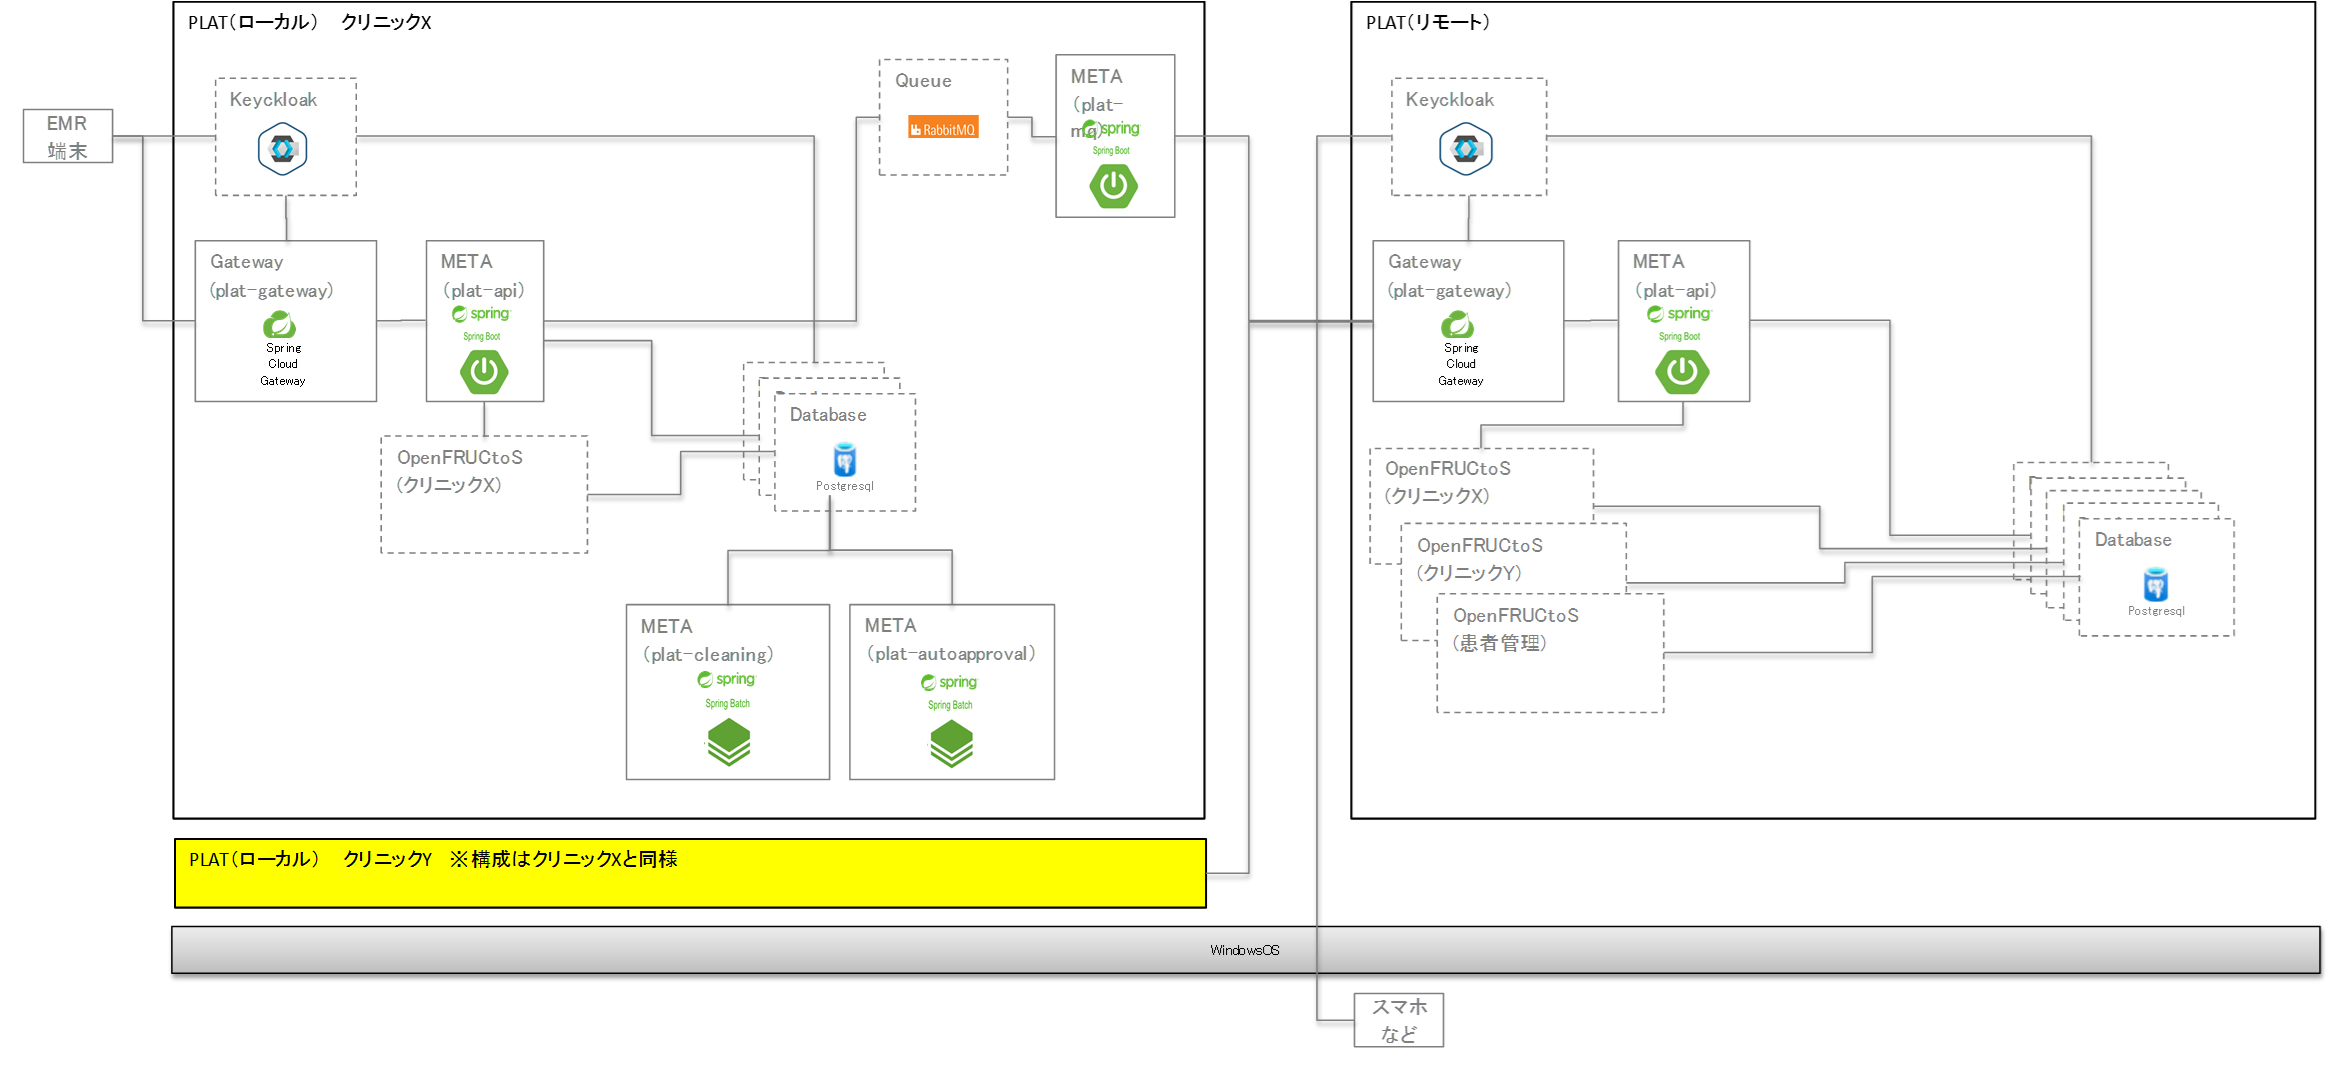 PLAT（ローカル）　クリニックX
EMR
端末
Keyckloak
Queue
RabbitMQ
META
（plat-
mq）
spring
Spring Boot
Gateway
（plat-gateway）
Spring
Cloud
Gateway
META
（plat-api）
spring
Spring Boot
OpenFRUCtoS
（クリニックX）
Database
Postgresql
META
（plat-cleaning）
spring
Spring Batch
META
（plat-autoapproval）
spring
Spring Batch
PLAT（リモート）
Keyckloak
Gateway
（plat-gateway）
Spring
Cloud
Gateway
META
（plat-api）
spring
Spring Boot
OpenFRUCtoS
（クリニックX）
OpenFRUCtoS
（クリニックY）
OpenFRUCtoS
（患者管理）
Database
Postgresql
PLAT（ローカル）　クリニックY　※構成はクリニックXと同様
WindowsOS
スマホ
など